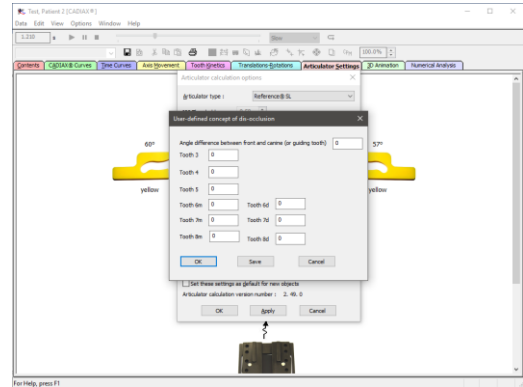 Test, Patient 2 [CADIAX®]
Data Edit View Options Window Help
1.210 s Slow
100.0%
Contents CADIAX® Curves Time Curves Axis Movement Tooth Kinetics Translations-Rotations Articulator Settings 3D Animation Numerical Analysis
Articulator calculation options
Articulator type : Reference® SL
User-defined concept of dis-occlusion
Angle difference between front and canine (or guiding tooth) 0
60° 57°
Tooth 3 0
Tooth 4 0
yellow yellow
Tooth 5 0
Tooth 6m 0 Tooth 6d 0
Tooth 7m 0 Tooth 7d 0
Tooth 8m 0 Tooth 8d 0
OK Save Cancel
Set these settings as default for new objects
Articulator calculation version number : 2. 49. 0
OK Apply Cancel
For Help, press F1